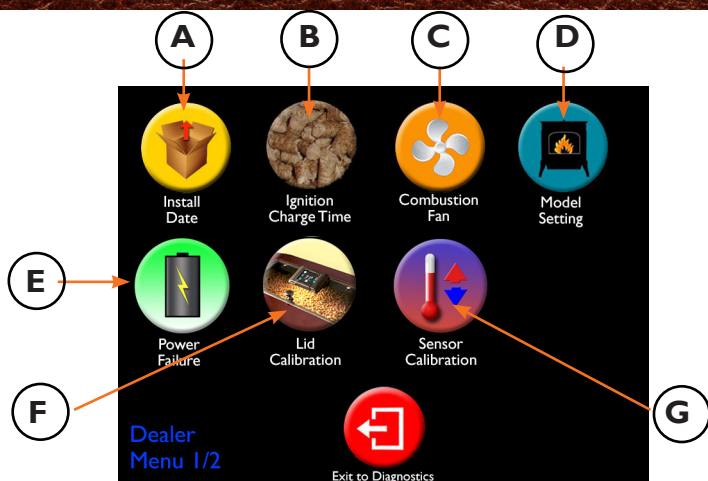 A
B
C
D
Install
Date
Ignition
Charge Time
Combustion
Fan
Model
Setting
E
Power
Failure
Lid
Calibration
Sensor
Calibration
F
G
Dealer
Menu 1/2
Exit to Diagnostics